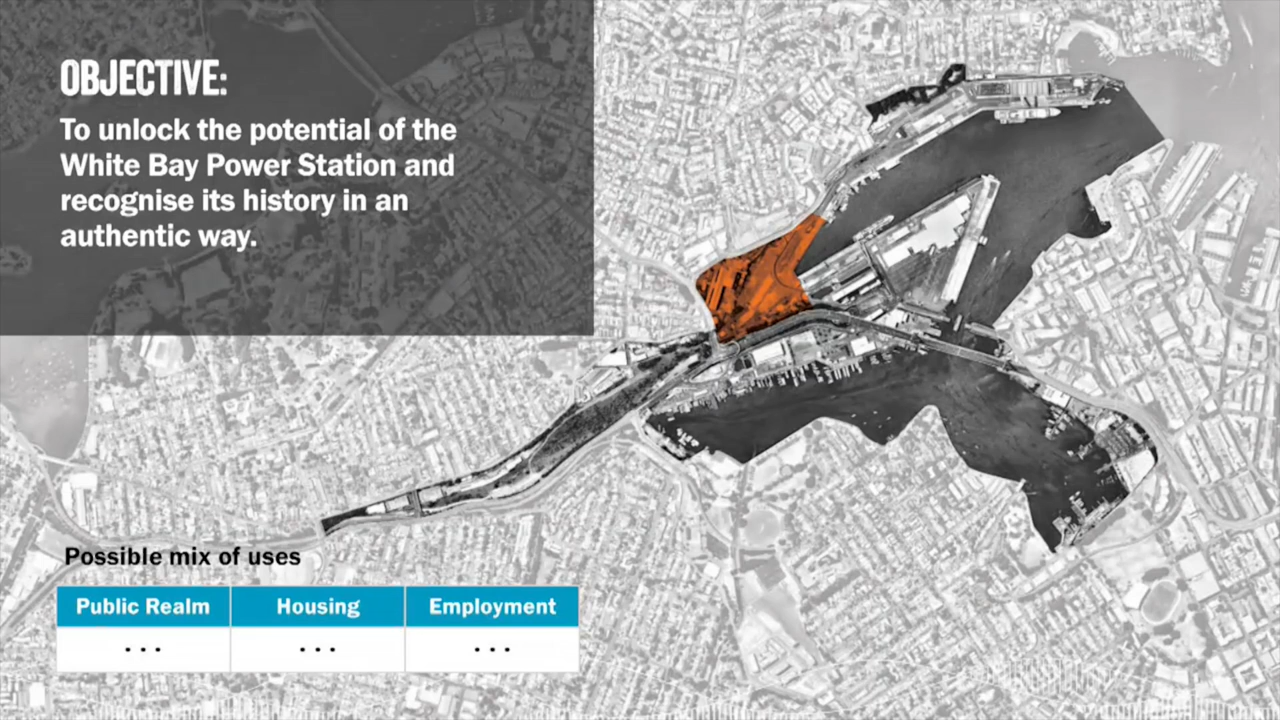 OBJECTIVE:
To unlock the potential of the
White Bay Power Station and
recognise its history in an
authentic way.
Possible mix of uses
Public Realm Housing Employment
... ... ...